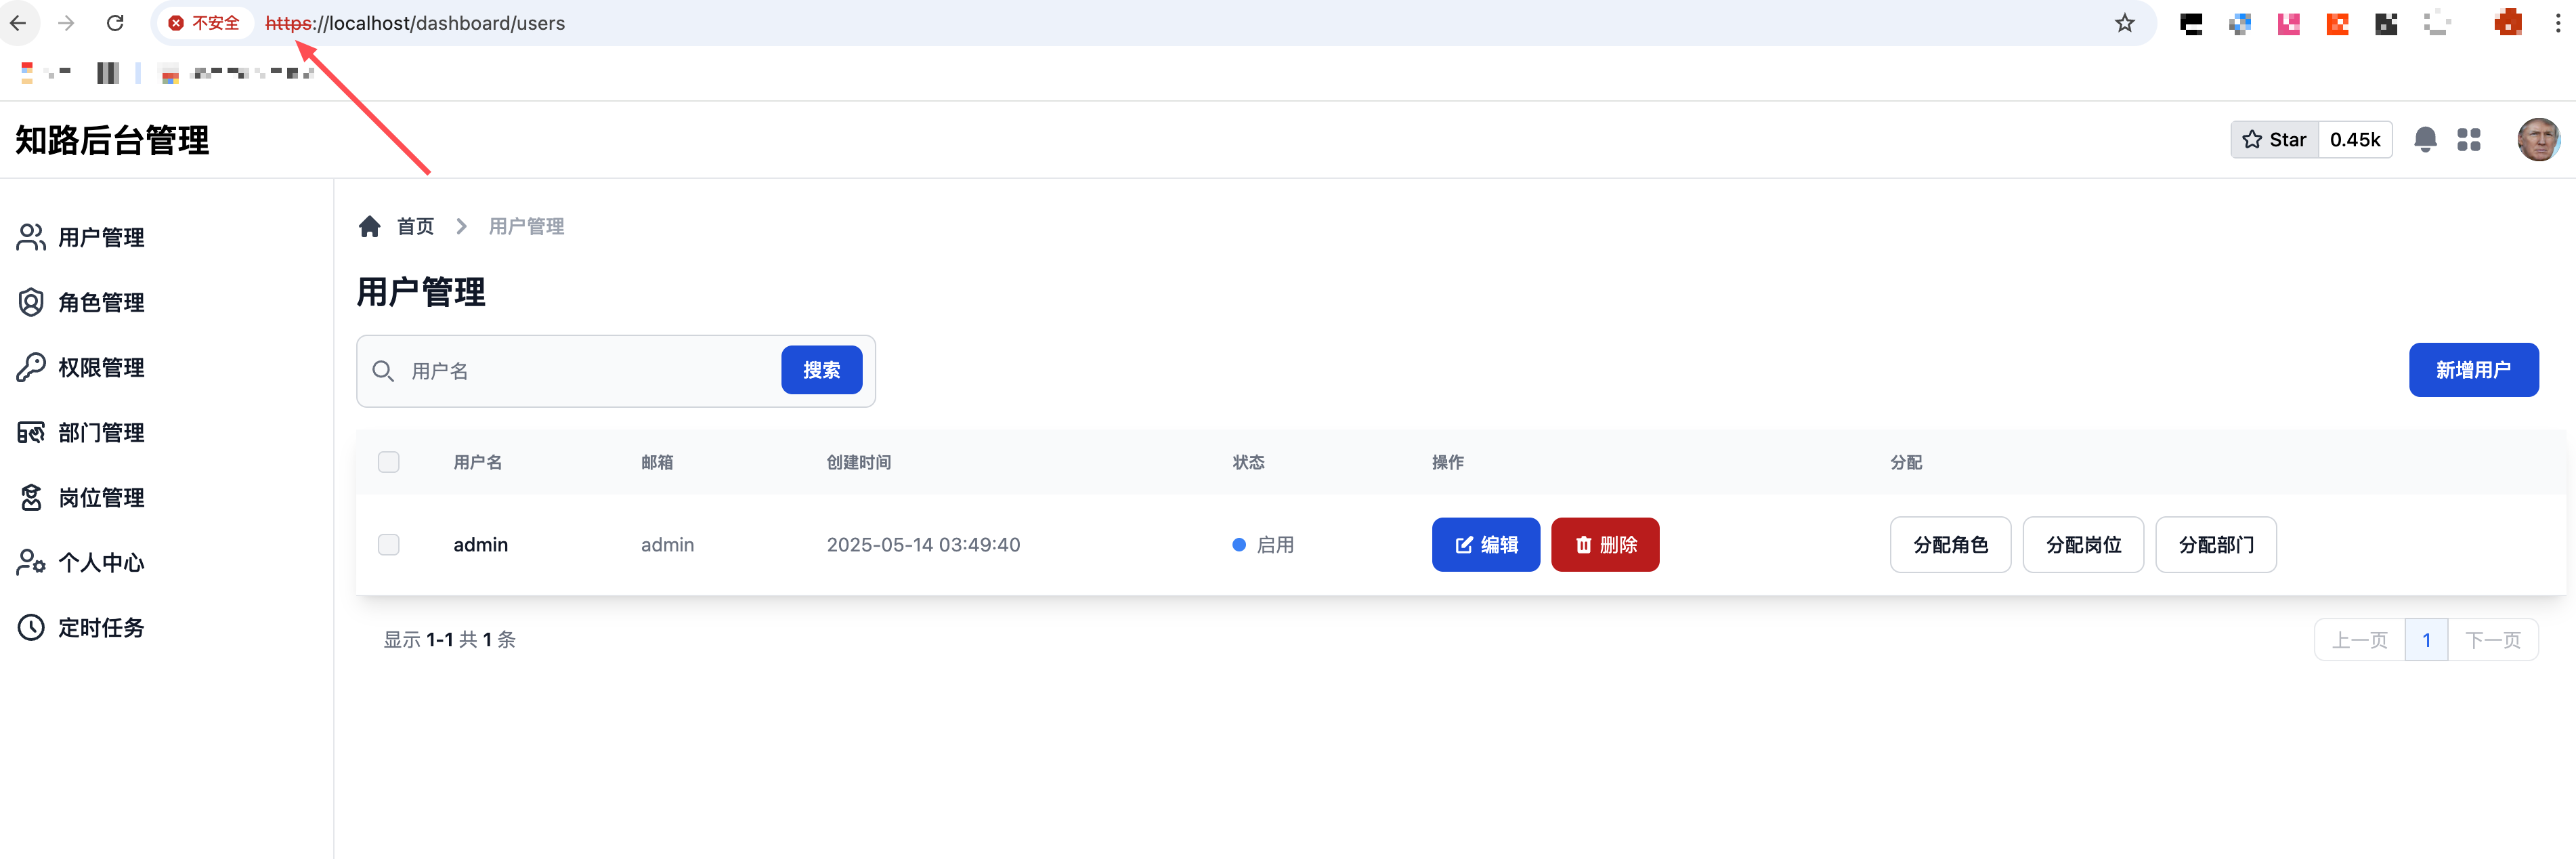 不安全 https://localhost/dashboard/users
知路后台管理
Star 0.45k
用户管理
角色管理
权限管理
部门管理
岗位管理
个人中心
定时任务
首页 用户管理
用户管理
用户名 搜索
新增用户
用户名 邮箱 创建时间 状态 操作 分配
admin admin 2025-05-14 03:49:40 启用 编辑 删除 分配角色 分配岗位 分配部门
显示 1-1 共 1 条
上一页 1 下一页